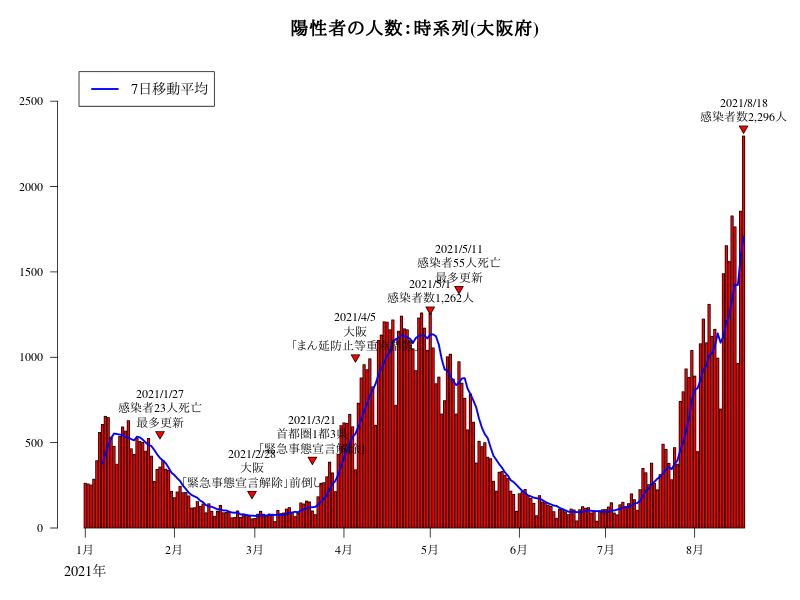 陽性者の人数:時系列(大阪府)
7日移動平均
2021/8/18
感染者数2,296人
2021/5/11
感染者55人死亡
最多更新
2021/5/1
感染者数1,262人
2021/4/5
大阪
「まん延防止等重
2021/1/27
感染者23人死亡
最多更新
2021/3/21
首都圏1都3県
「緊急事態宣言解除」
2021/2/28
大阪
「緊急事態宣言解除」前倒し
2500
2000
1500
1000
500
0
1月
2月
3月
4月
5月
6月
7月
8月
2021年